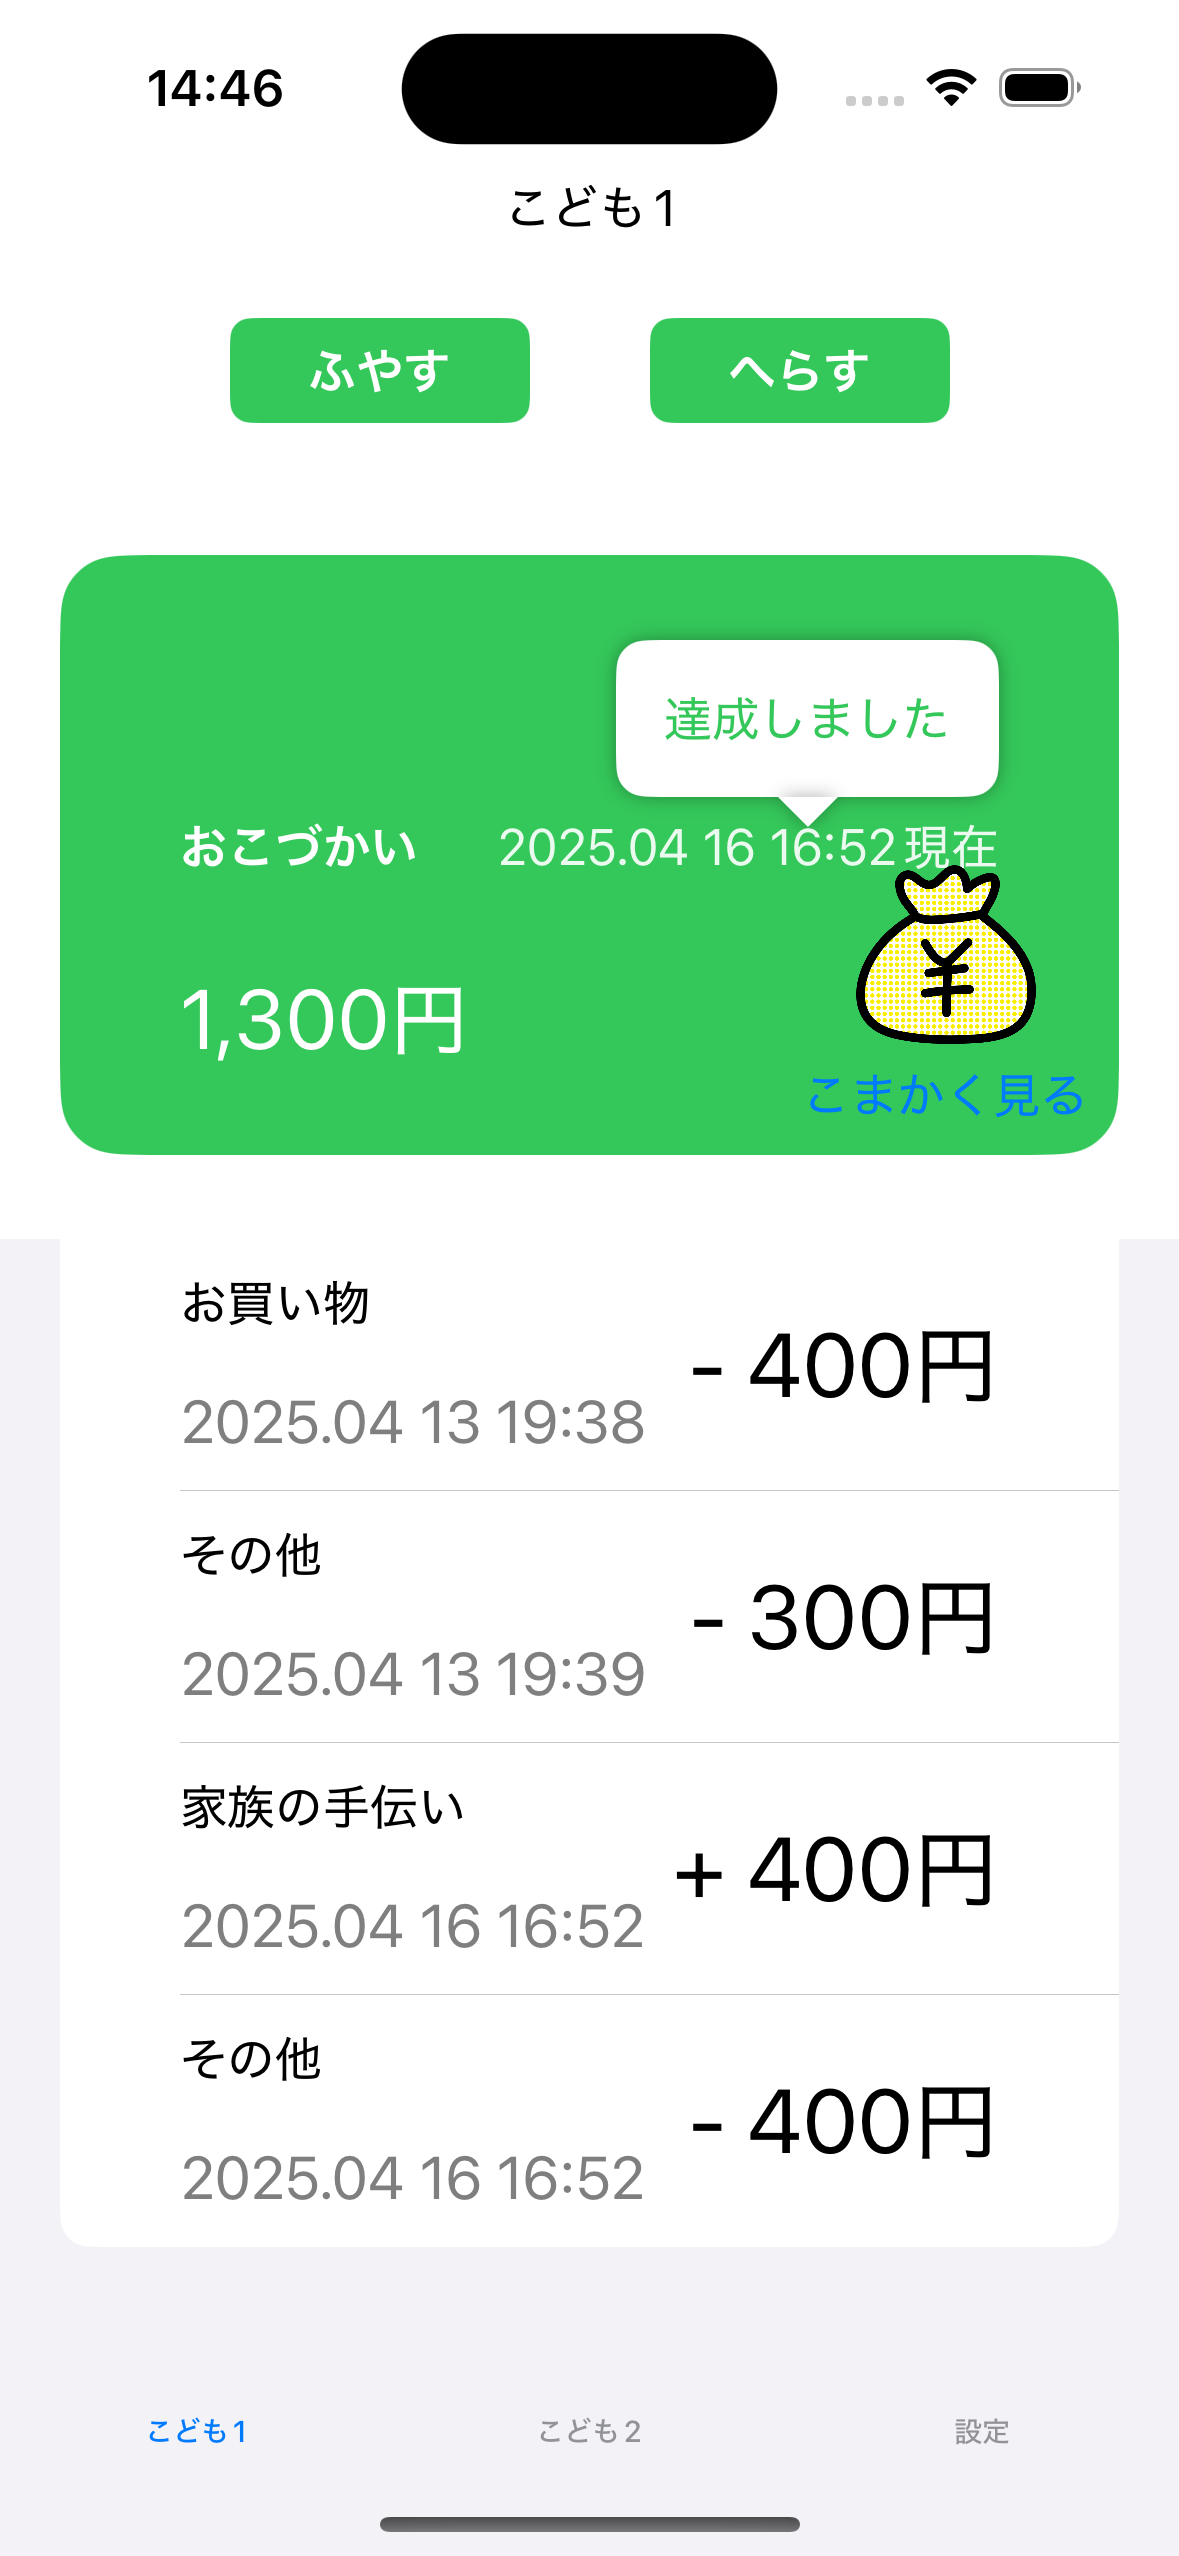 14:46
こども1
ふやす
へらす
達成しました
おこづかい
2025.04 16 16:52現在
¥
1,300円
こまかく見る
お買い物
- 400円
2025.04 13 19:38
その他
- 300円
2025.04 13 19:39
家族の手伝い
+ 400円
2025.04 16 16:52
その他
- 400円
2025.04 16 16:52
こども1
こども2
設定